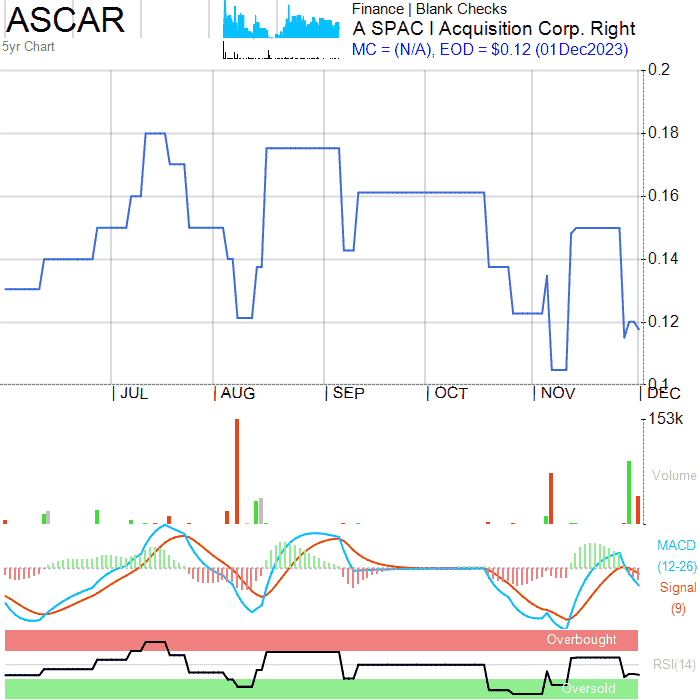 ASCAR
5yr Chart
Finance | Blank Checks
A SPAC I Acquisition Corp. Right
MC = (N/A), EOD = $0.12 (01Dec2023)
0.2
0.18
0.16
0.14
0.12
0.1
JUL
AUG
SEP
OCT
NOV
DEC
153k
Volume
MACD
(12-26)
Signal
(9)
Overbought
RSI(14)
Oversold